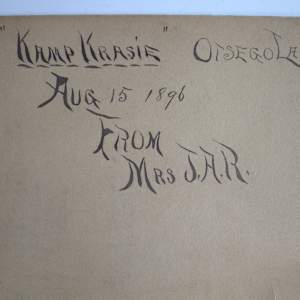 "Kamp Krasie" Otsego La
Aug 15 1896
From
Mrs J.A.R.